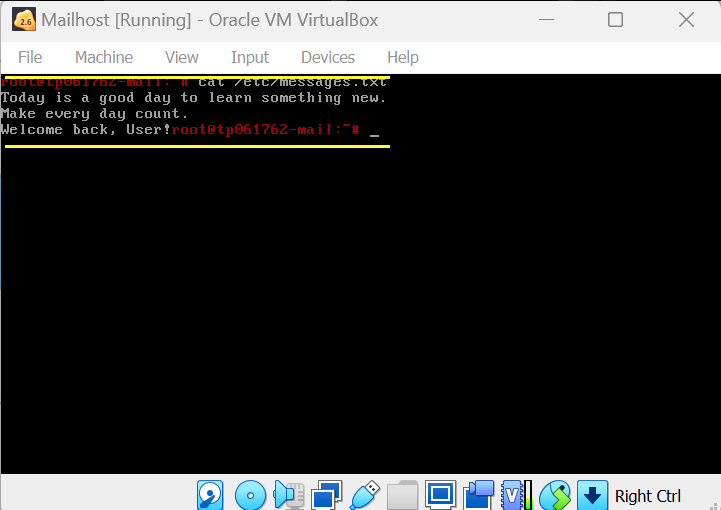 2.6
Mailhost [Running] - Oracle VM VirtualBox
File Machine View Input Devices Help
root@tp061762-mail:~# cat /etc/messages.txt
Today is a good day to learn something new.
Make every day count.
Welcome back, User!root@tp061762-mail:~# _
V
Right Ctrl